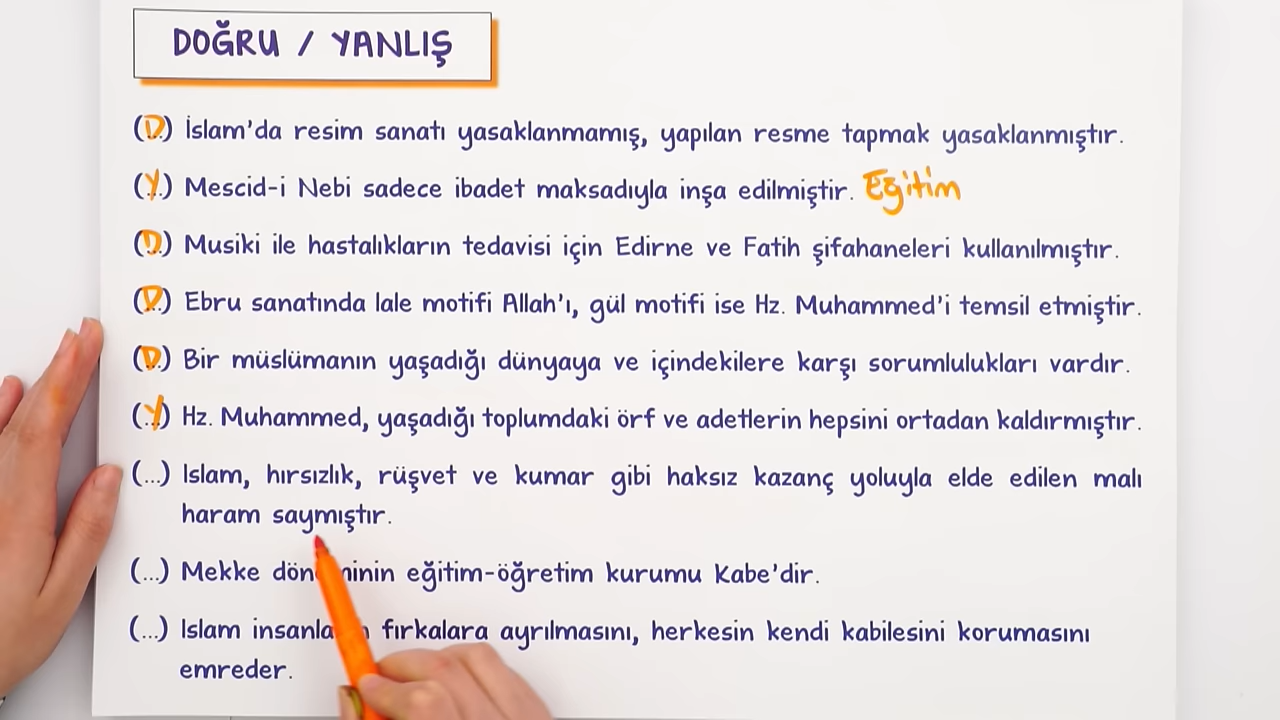 DOĞRU / YANLIŞ
(D) İslam'da resim sanatı yasaklanmamış, yapılan resme tapmak yasaklanmıştır.
(Y) Mescid-i Nebi sadece ibadet maksadıyla inşa edilmiştir. Eğitim
(D) Musiki ile hastalıkların tedavisi için Edirne ve Fatih şifahaneleri kullanılmıştır.
(D) Ebru sanatında lale motifi Allah'ı, gül motifi ise Hz. Muhammed'i temsil etmiştir.
(D) Bir müslümanın yaşadığı dünyaya ve içindekilere karşı sorumlulukları vardır.
(Y) Hz. Muhammed, yaşadığı toplumdaki örf ve adetlerin hepsini ortadan kaldırmıştır.
(...) Islam, hırsızlık, rüşvet ve kumar gibi haksız kazanç yoluyla elde edilen malı
haram saymıştır.
(...) Mekke eğitim-öğretim kurumu Kabe'dir.
(...) Islam fırkalara ayrılmasını, herkesin kendi kabilesini korumasını
emreder.